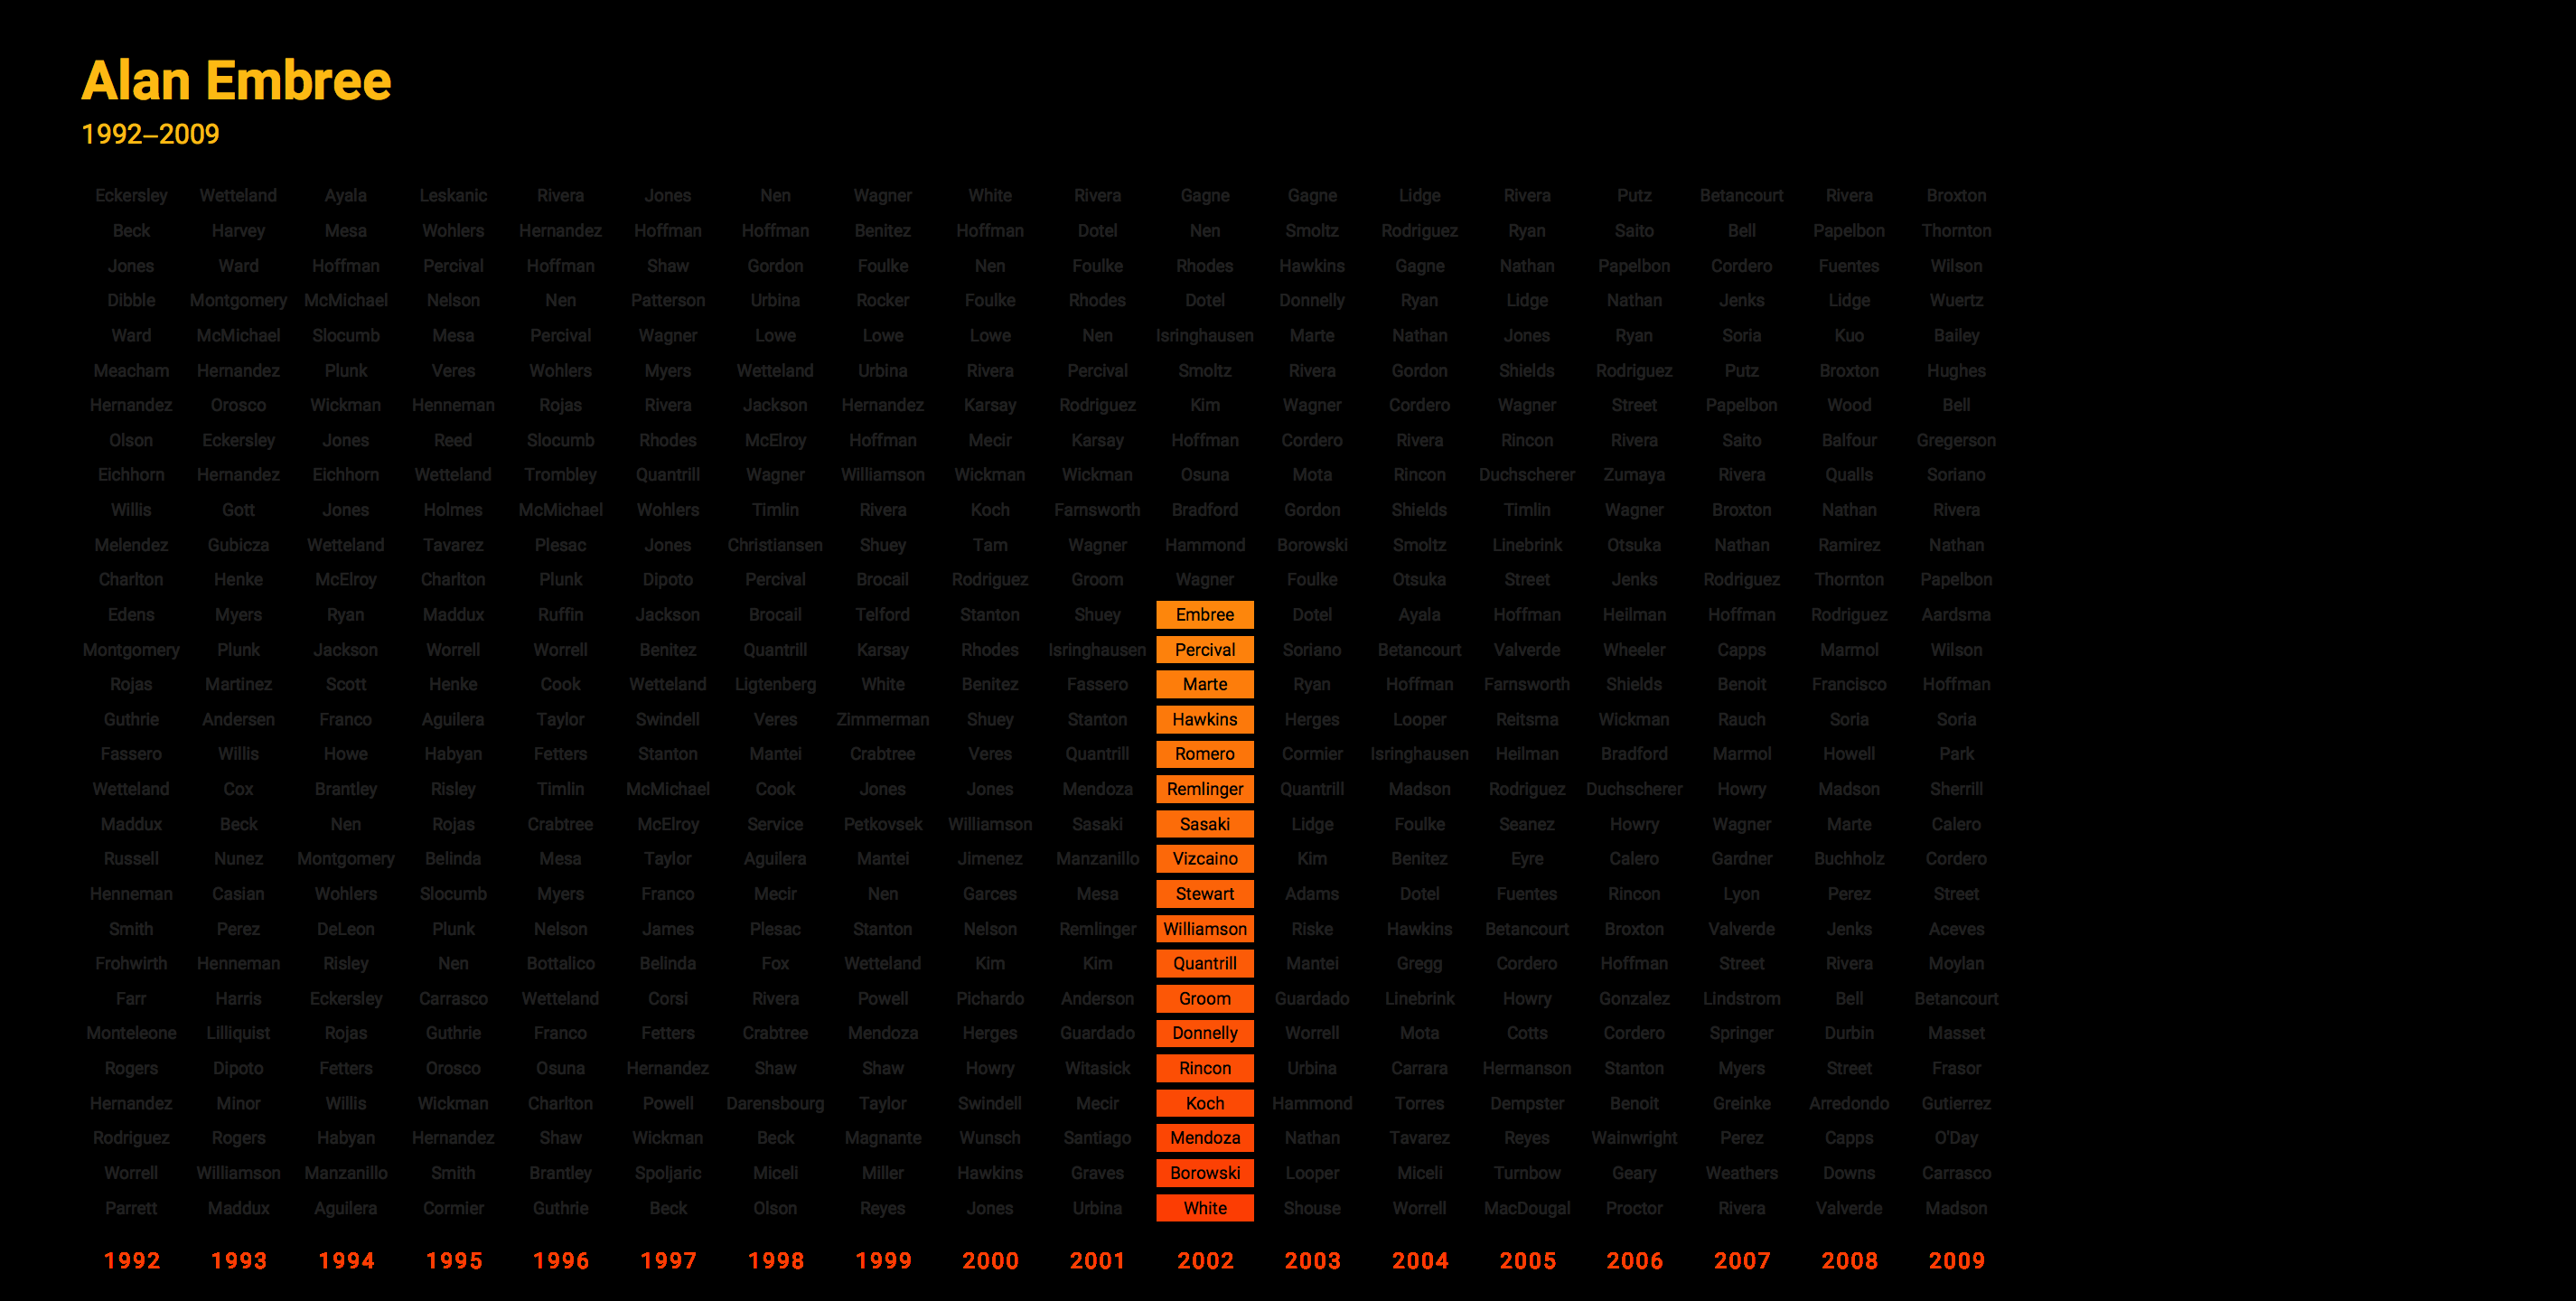 Alan Embree
1992–2009
Eckersley Wetteland Ayala Leskanic Rivera Jones Nen Wagner White Rivera Gagne Gagne Lidge Rivera Putz Betancourt Rivera Broxton
Beck Harvey Mesa Wohlers Hernandez Hoffman Hoffman Benitez Hoffman Dotel Nen Smoltz Rodriguez Ryan Saito Bell Papelbon Thornton
Jones Ward Hoffman Percival Hoffman Shaw Gordon Foulke Nen Foulke Rhodes Hawkins Gagne Nathan Papelbon Cordero Fuentes Wilson
Dibble Montgomery McMichael Nelson Nen Patterson Urbina Rocker Foulke Rhodes Dotel Donnelly Ryan Lidge Nathan Jenks Lidge Wuertz
Ward McMichael Slocumb Mesa Percival Wagner Lowe Lowe Lowe Nen Isringhausen Marte Nathan Jones Ryan Soria Kuo Bailey
Meacham Hernandez Plunk Veres Wohlers Myers Wetteland Urbina Rivera Percival Smoltz Rivera Gordon Shields Rodriguez Putz Broxton Hughes
Hernandez Orosco Wickman Henneman Rojas Rivera Jackson Hernandez Karsay Rodriguez Kim Wagner Cordero Wagner Street Papelbon Wood Bell
Olson Eckersley Jones Reed Slocumb Rhodes McElroy Hoffman Mecir Karsay Hoffman Cordero Rivera Rincon Rivera Saito Balfour Gregerson
Eichhorn Hernandez Eichhorn Wetteland Trombley Quantrill Wagner Williamson Wickman Wickman Osuna Mota Rincon Duchscherer Zumaya Rivera Qualls Soriano
Willis Gott Jones Holmes McMichael Wohlers Timlin Rivera Koch Farnsworth Bradford Gordon Shields Timlin Wagner Broxton Nathan Rivera
Melendez Gubicza Wetteland Tavarez Plesac Jones Christiansen Shuey Tam Wagner Hammond Borowski Smoltz Linebrink Otsuka Nathan Ramirez Nathan
Charlton Henke McElroy Charlton Plunk Dipoto Percival Brocail Rodriguez Groom Wagner Foulke Otsuka Street Jenks Rodriguez Thornton Papelbon
Edens Myers Ryan Maddux Ruffin Jackson Brocail Telford Stanton Shuey Embree Dotel Ayala Hoffman Heilman Hoffman Rodriguez Aardsma
Montgomery Plunk Jackson Worrell Worrell Benitez Quantrill Karsay Rhodes Isringhausen Percival Soriano Betancourt Valverde Wheeler Capps Marmol Wilson
Rojas Martinez Scott Henke Cook Wetteland Ligtenberg White Benitez Fassero Marte Ryan Hoffman Farnsworth Shields Benoit Francisco Hoffman
Guthrie Andersen Franco Aguilera Taylor Swindell Veres Zimmerman Shuey Stanton Hawkins Herges Looper Reitsma Wickman Rauch Soria Soria
Fassero Willis Howe Habyan Fetters Stanton Mantei Crabtree Veres Quantrill Romero Cormier Isringhausen Heilman Bradford Marmol Howell Park
Wetteland Cox Brantley Risley Timlin McMichael Cook Jones Jones Mendoza Remlinger Quantrill Madson Rodriguez Duchscherer Howry Madson Sherrill
Maddux Beck Nen Rojas Crabtree McElroy Service Petkovsek Williamson Sasaki Sasaki Lidge Foulke Seanez Howry Wagner Marte Calero
Russell Nunez Montgomery Belinda Mesa Taylor Aguilera Mantei Jimenez Manzanillo Vizcaino Kim Benitez Eyre Calero Gardner Buchholz Cordero
Henneman Casian Wohlers Slocumb Myers Franco Mecir Nen Garces Mesa Stewart Adams Dotel Fuentes Rincon Lyon Perez Street
Smith Perez DeLeon Plunk Nelson James Plesac Stanton Nelson Remlinger Williamson Riske Hawkins Betancourt Broxton Valverde Jenks Aceves
Frohwirth Henneman Risley Nen Bottalico Belinda Fox Wetteland Kim Kim Quantrill Mantei Gregg Cordero Hoffman Street Rivera Moylan
Farr Harris Eckersley Carrasco Wetteland Corsi Rivera Powell Pichardo Anderson Groom Guardado Linebrink Howry Gonzalez Lindstrom Bell Betancourt
Monteleone Lilliquist Rojas Guthrie Franco Fetters Crabtree Mendoza Herges Guardado Donnelly Worrell Mota Cotts Cordero Springer Durbin Masset
Rogers Dipoto Fetters Orosco Osuna Hernandez Shaw Shaw Howry Witasick Rincon Urbina Carrara Hermanson Stanton Myers Street Frasor
Hernandez Minor Willis Wickman Charlton Powell Darensbourg Taylor Swindell Mecir Koch Hammond Torres Dempster Benoit Greinke Arredondo Gutierrez
Rodriguez Rogers Habyan Hernandez Shaw Wickman Beck Magnante Wunsch Santiago Mendoza Nathan Tavarez Reyes Wainwright Perez Capps O'Day
Worrell Williamson Manzanillo Smith Brantley Spoljaric Miceli Miller Hawkins Graves Borowski Looper Miceli Turnbow Geary Weathers Downs Carrasco
Parrett Maddux Aguilera Cormier Guthrie Beck Olson Reyes Jones Urbina White Shouse Worrell MacDougal Proctor Rivera Valverde Madson
1992 1993 1994 1995 1996 1997 1998 1999 2000 2001 2002 2003 2004 2005 2006 2007 2008 2009